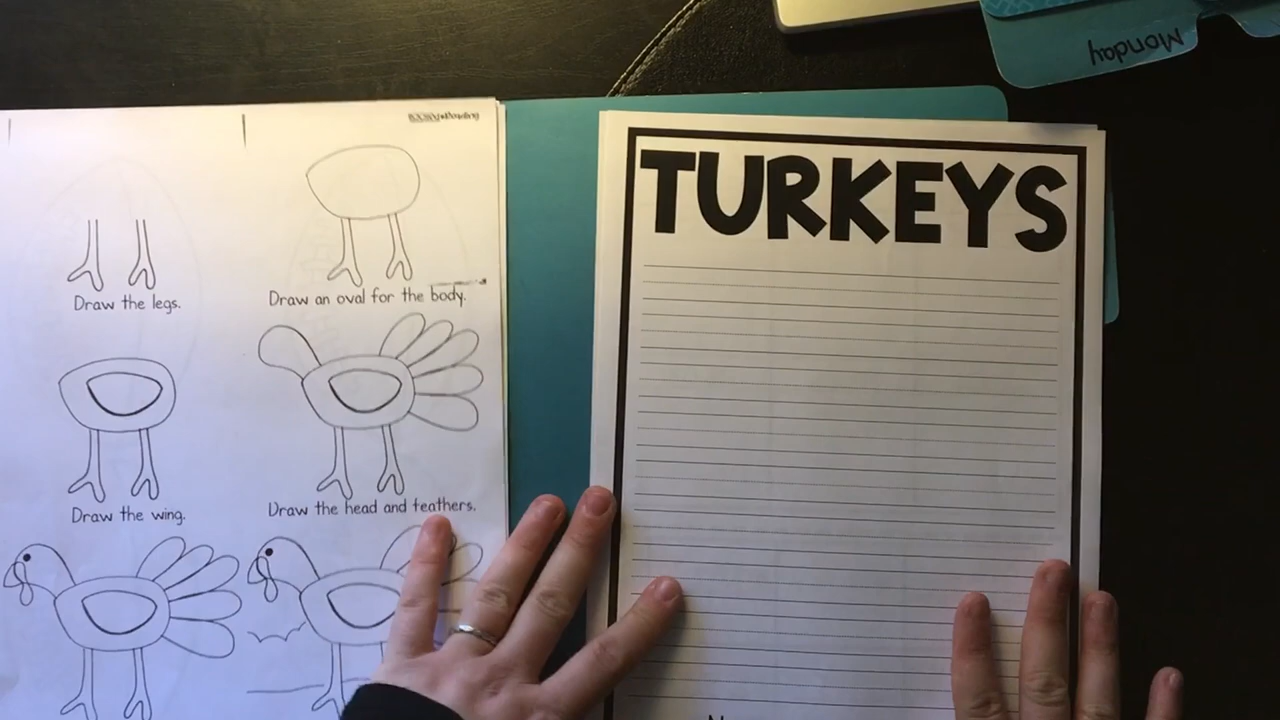 Monday
TURKEYS
Draw the legs.
Draw an oval for the body.
Draw the wing.
Draw the head and feathers.